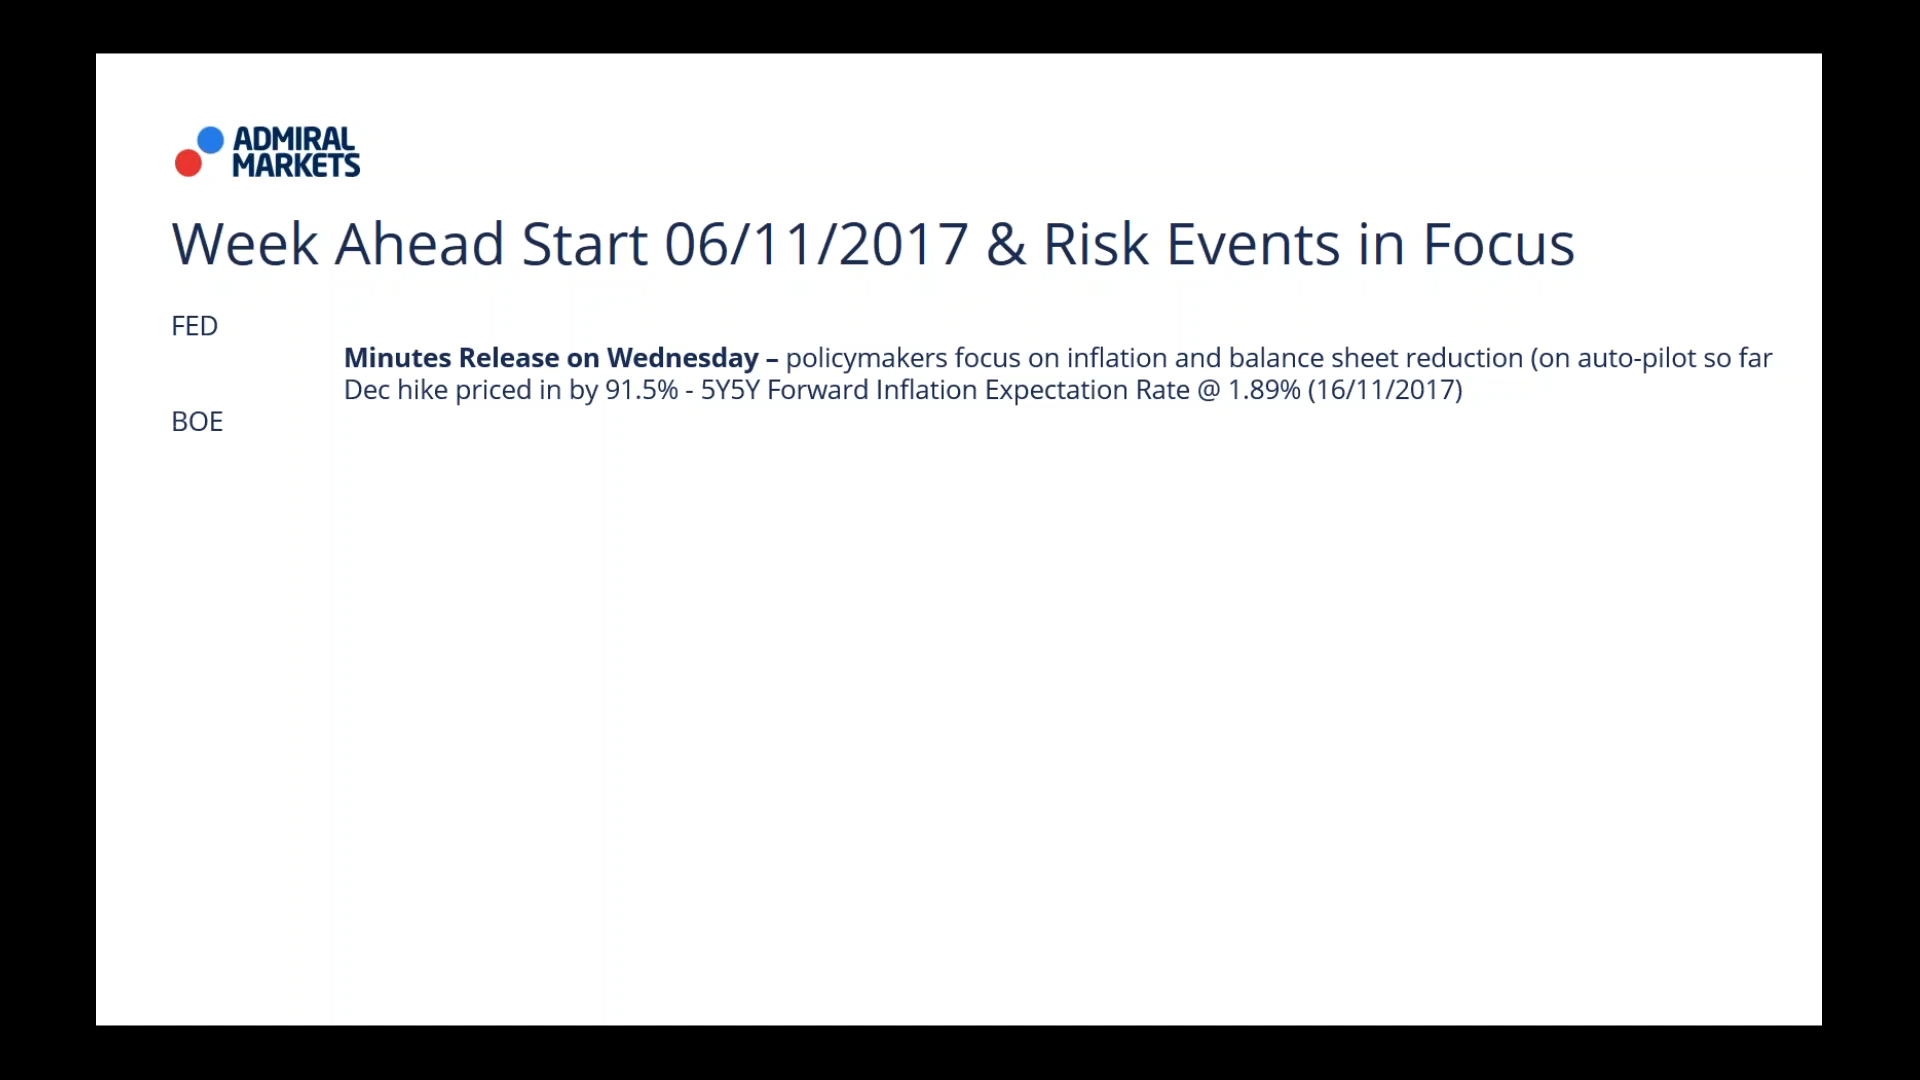 ADMIRAL
MARKETS
Week Ahead Start 06/11/2017 & Risk Events in Focus
FED
Minutes Release on Wednesday – policymakers focus on inflation and balance sheet reduction (on auto-pilot so far
Dec hike priced in by 91.5% - 5Y5Y Forward Inflation Expectation Rate @ 1.89% (16/11/2017)
BOE